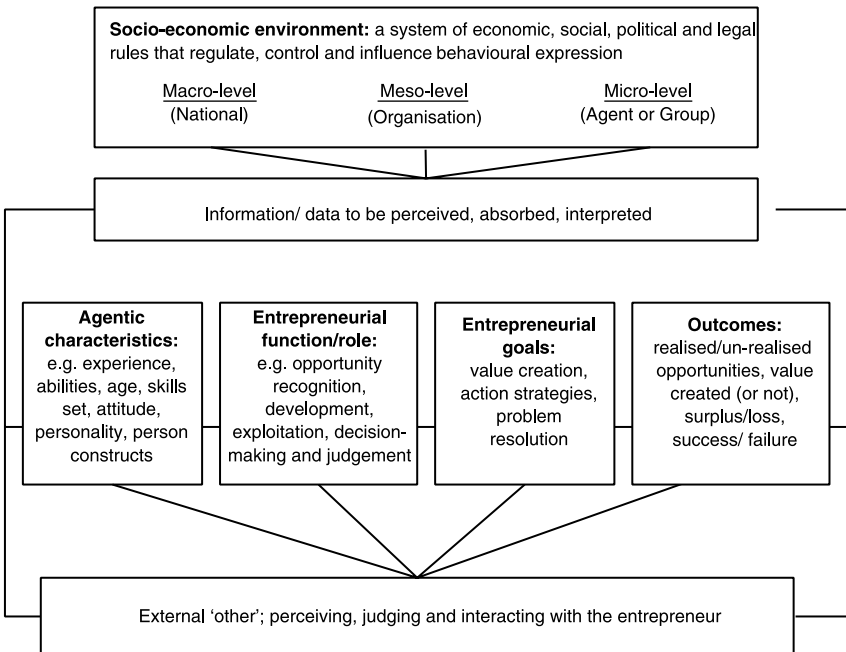 Socio-economic environment: a system of economic, social, political and legal
rules that regulate, control and influence behavioural expression
Macro-level
(National)
Meso-level
(Organisation)
Micro-level
(Agent or Group)
Information/ data to be perceived, absorbed, interpreted
Agentic
characteristics:
e.g. experience,
abilities, age, skills
set, attitude,
personality, person
constructs
Entrepreneurial
function/role:
e.g. opportunity
recognition,
development,
exploitation, decision-
making and judgement
Entrepreneurial
goals:
value creation,
action strategies,
problem
resolution
Outcomes:
realised/un-realised
opportunities, value
created (or not),
surplus/loss,
success/ failure
External ‘other’; perceiving, judging and interacting with the entrepreneur